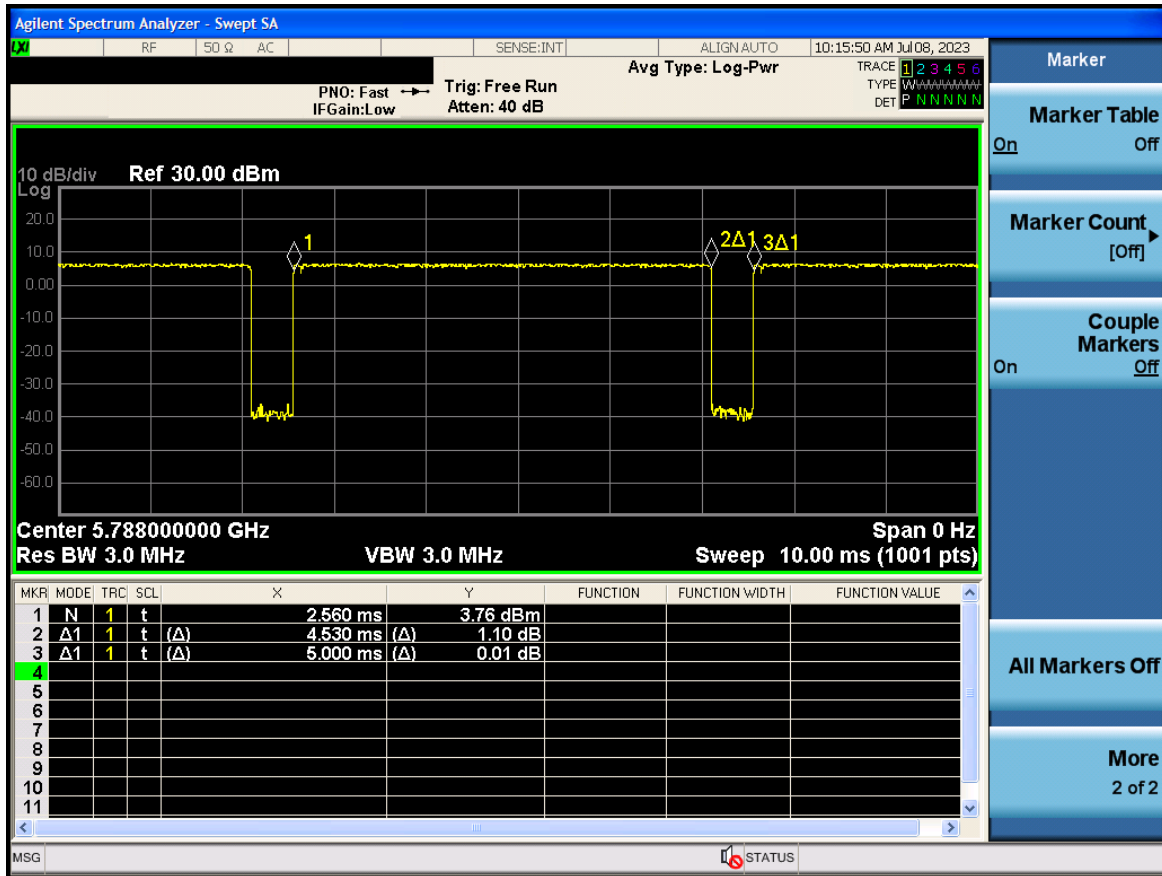 Agilent Spectrum Analyzer - Swept SA
LXI RF 50 Ω AC SENSE:INT ALIGN AUTO 10:15:50 AM Jul 08, 2023
Marker
Avg Type: Log-Pwr
TRACE 1 2 3 4 5 6
PNO: Fast Trig: Free Run
TYPE W
IFGain:Low Atten: 40 dB
DET P N N N N N
Marker Table
On Off
10 dB/div Ref 30.00 dBm
Log
20.0
10.0
0.00
-10.0
-20.0
-30.0
-40.0
-50.0
-60.0
1
2Δ1 3Δ1
Marker Count
[Off]
Couple
Markers
On Off
Center 5.788000000 GHz Span 0 Hz
Res BW 3.0 MHz VBW 3.0 MHz Sweep 10.00 ms (1001 pts)
MKR MODE TRC SCL X Y FUNCTION FUNCTION WIDTH FUNCTION VALUE
1 N 1 t 2.560 ms 3.76 dBm
2 Δ1 1 t (Δ) 4.530 ms (Δ) 1.10 dB
3 Δ1 1 t (Δ) 5.000 ms (Δ) 0.01 dB
4
5
6
7
8
9
10
11
All Markers Off
More
2 of 2
MSG STATUS